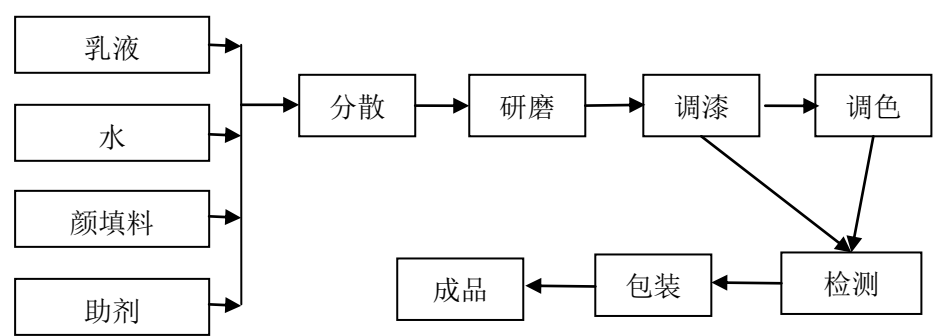 乳液
水
颜填料
助剂
分散
研磨
调漆
调色
检测
包装
成品